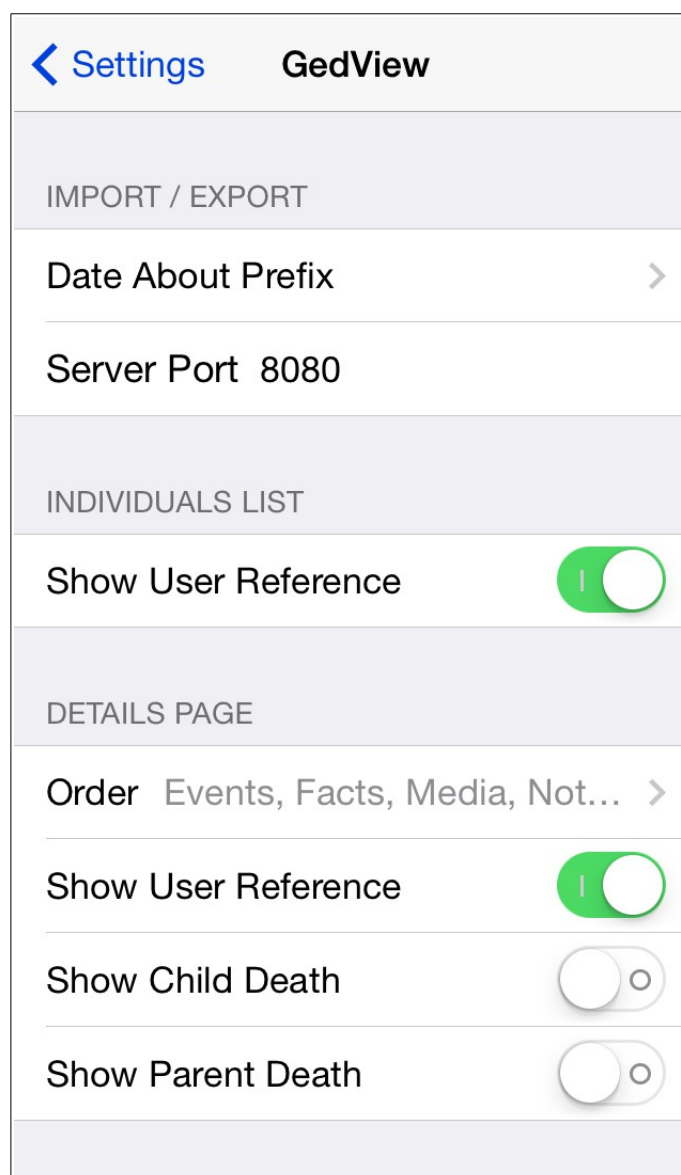 Settings GedView
IMPORT / EXPORT
Date About Prefix
Server Port 8080
INDIVIDUALS LIST
Show User Reference
DETAILS PAGE
Order Events, Facts, Media, Not...
Show User Reference
Show Child Death
Show Parent Death